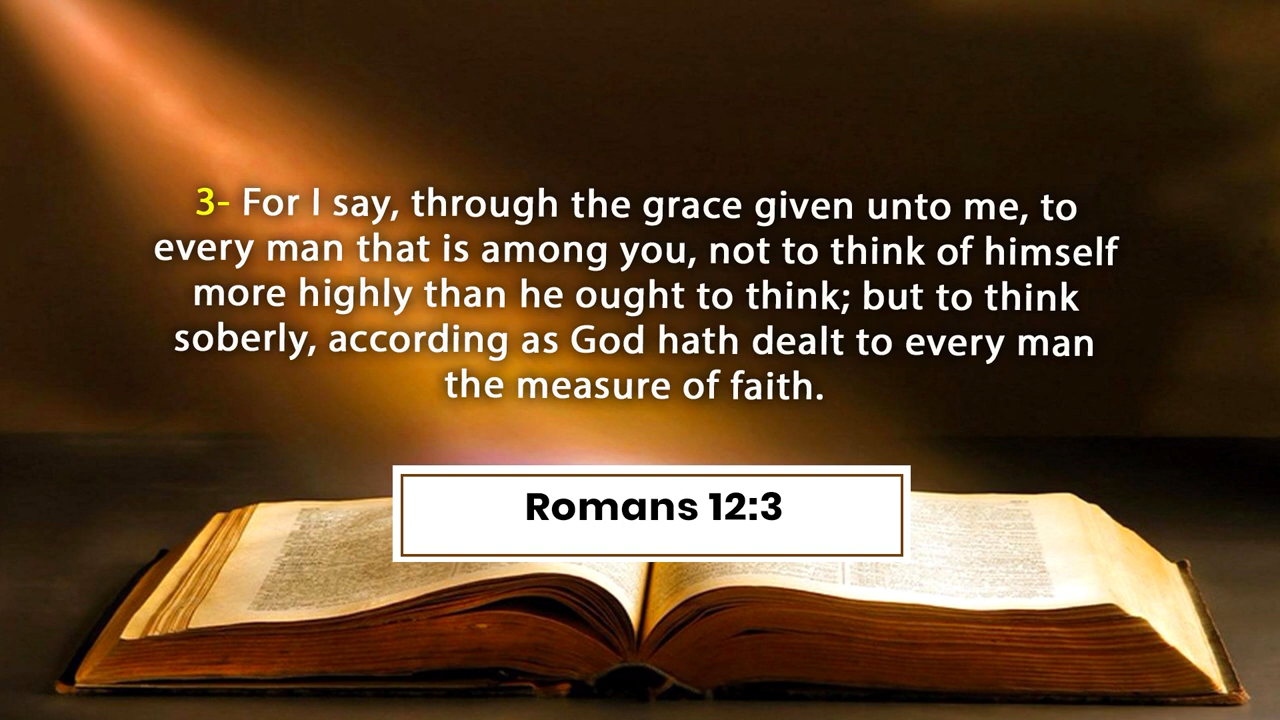 3- For I say, through the grace given unto me, to
every man that is among you, not to think of himself
more highly than he ought to think; but to think
soberly, according as God hath dealt to every man
the measure of faith.
Romans 12:3